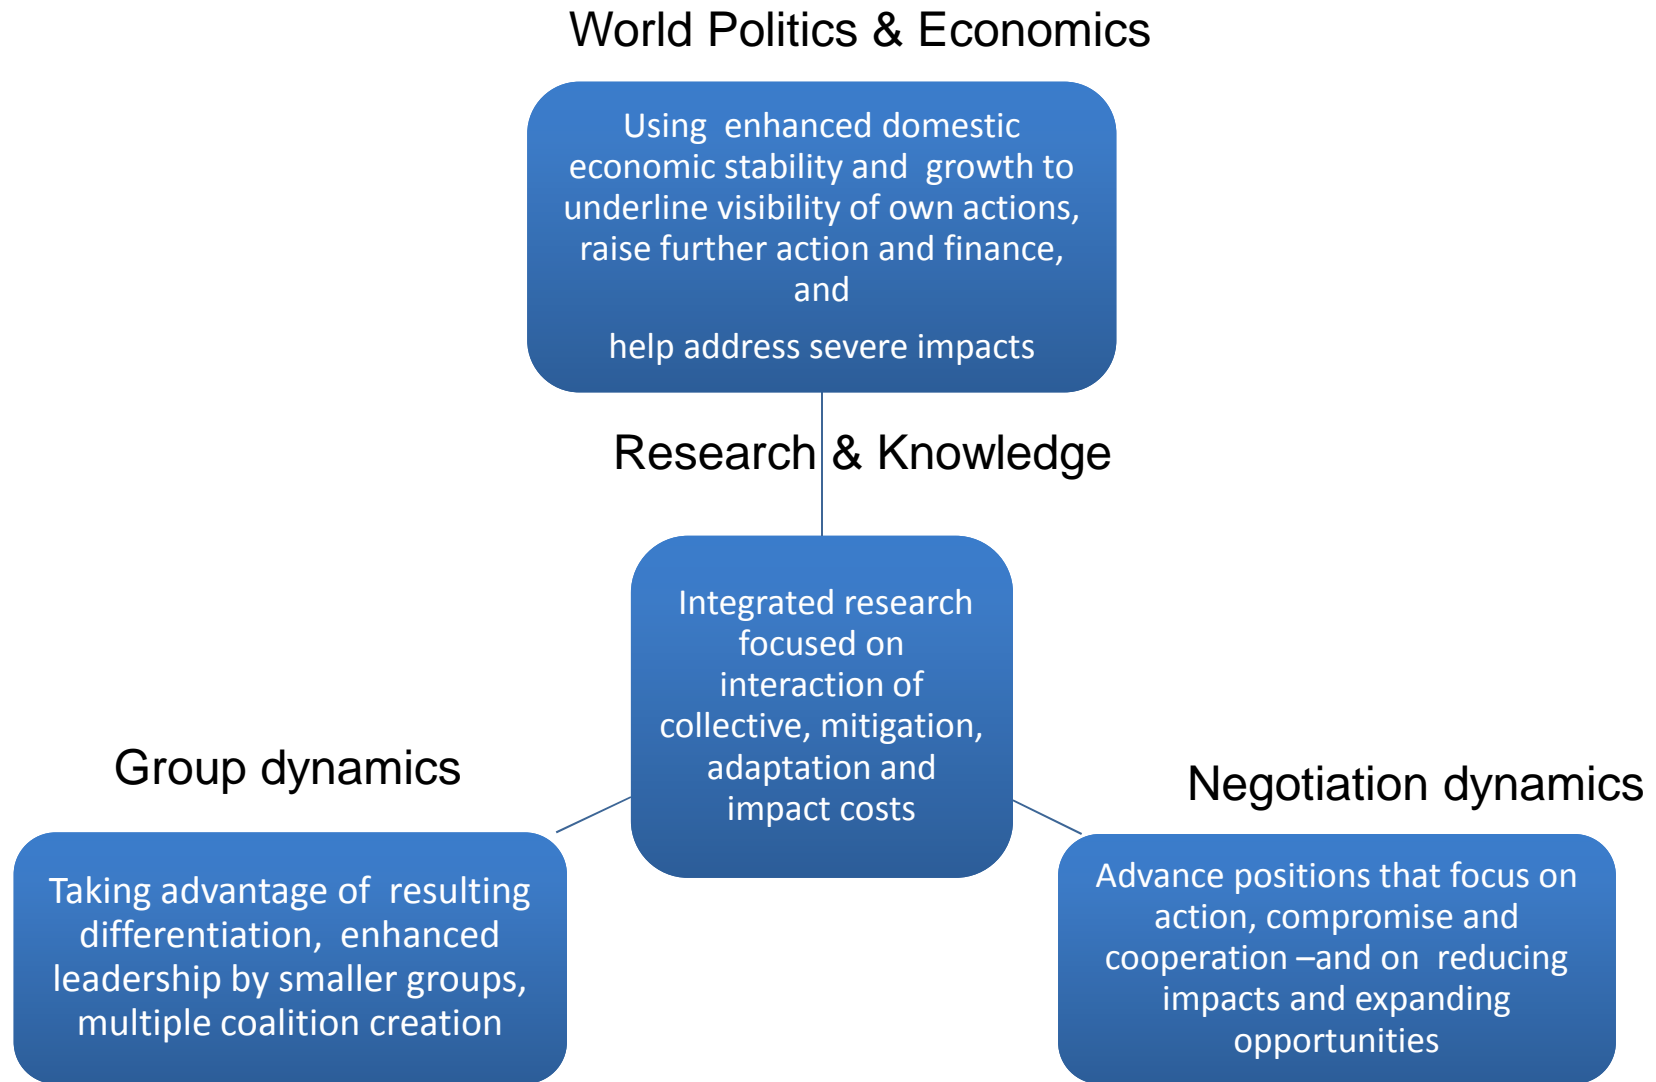 World Politics & Economics
Using enhanced domestic
economic stability and growth to
underline visibility of own actions,
raise further action and finance,
and
help address severe impacts
Research & Knowledge
Integrated research
focused on
interaction of
collective, mitigation,
adaptation and
impact costs
Group dynamics
Taking advantage of resulting
differentiation, enhanced
leadership by smaller groups,
multiple coalition creation
Negotiation dynamics
Advance positions that focus on
action, compromise and
cooperation –and on reducing
impacts and expanding
opportunities